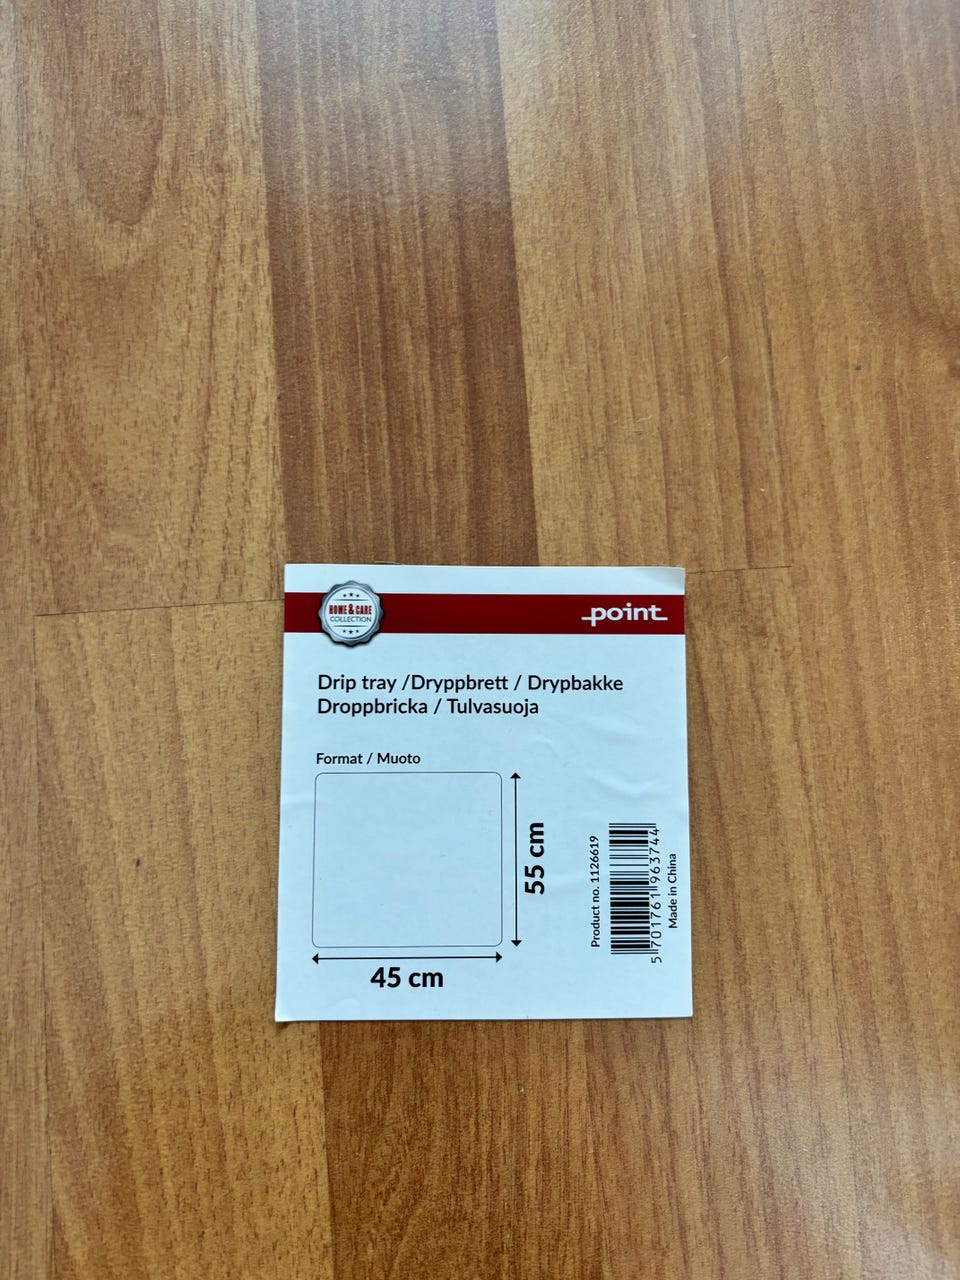 HOME & CARE
COLLECTION
point
Drip tray /Dryppbrett / Drypbakke
Droppbricka / Tulvasuoja
Format / Muoto
55 cm
45 cm
Product no. 1126619
5 701761 963744
Made in China